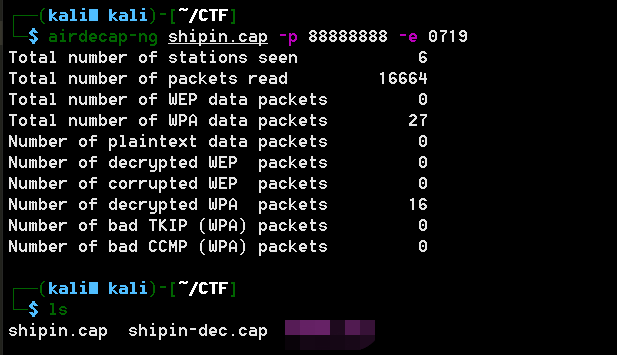 ┌──(kali㉿kali)-[~/CTF]
└─$ airdecap-ng shipin.cap -p 88888888 -e 0719
Total number of stations seen            6
Total number of packets read         16664
Total number of WEP data packets         0
Total number of WPA data packets        27
Number of plaintext data packets         0
Number of decrypted WEP  packets         0
Number of corrupted WEP  packets         0
Number of decrypted WPA  packets        16
Number of bad TKIP (WPA) packets         0
Number of bad CCMP (WPA) packets         0
┌──(kali㉿kali)-[~/CTF]
└─$ ls
shipin.cap  shipin-dec.cap